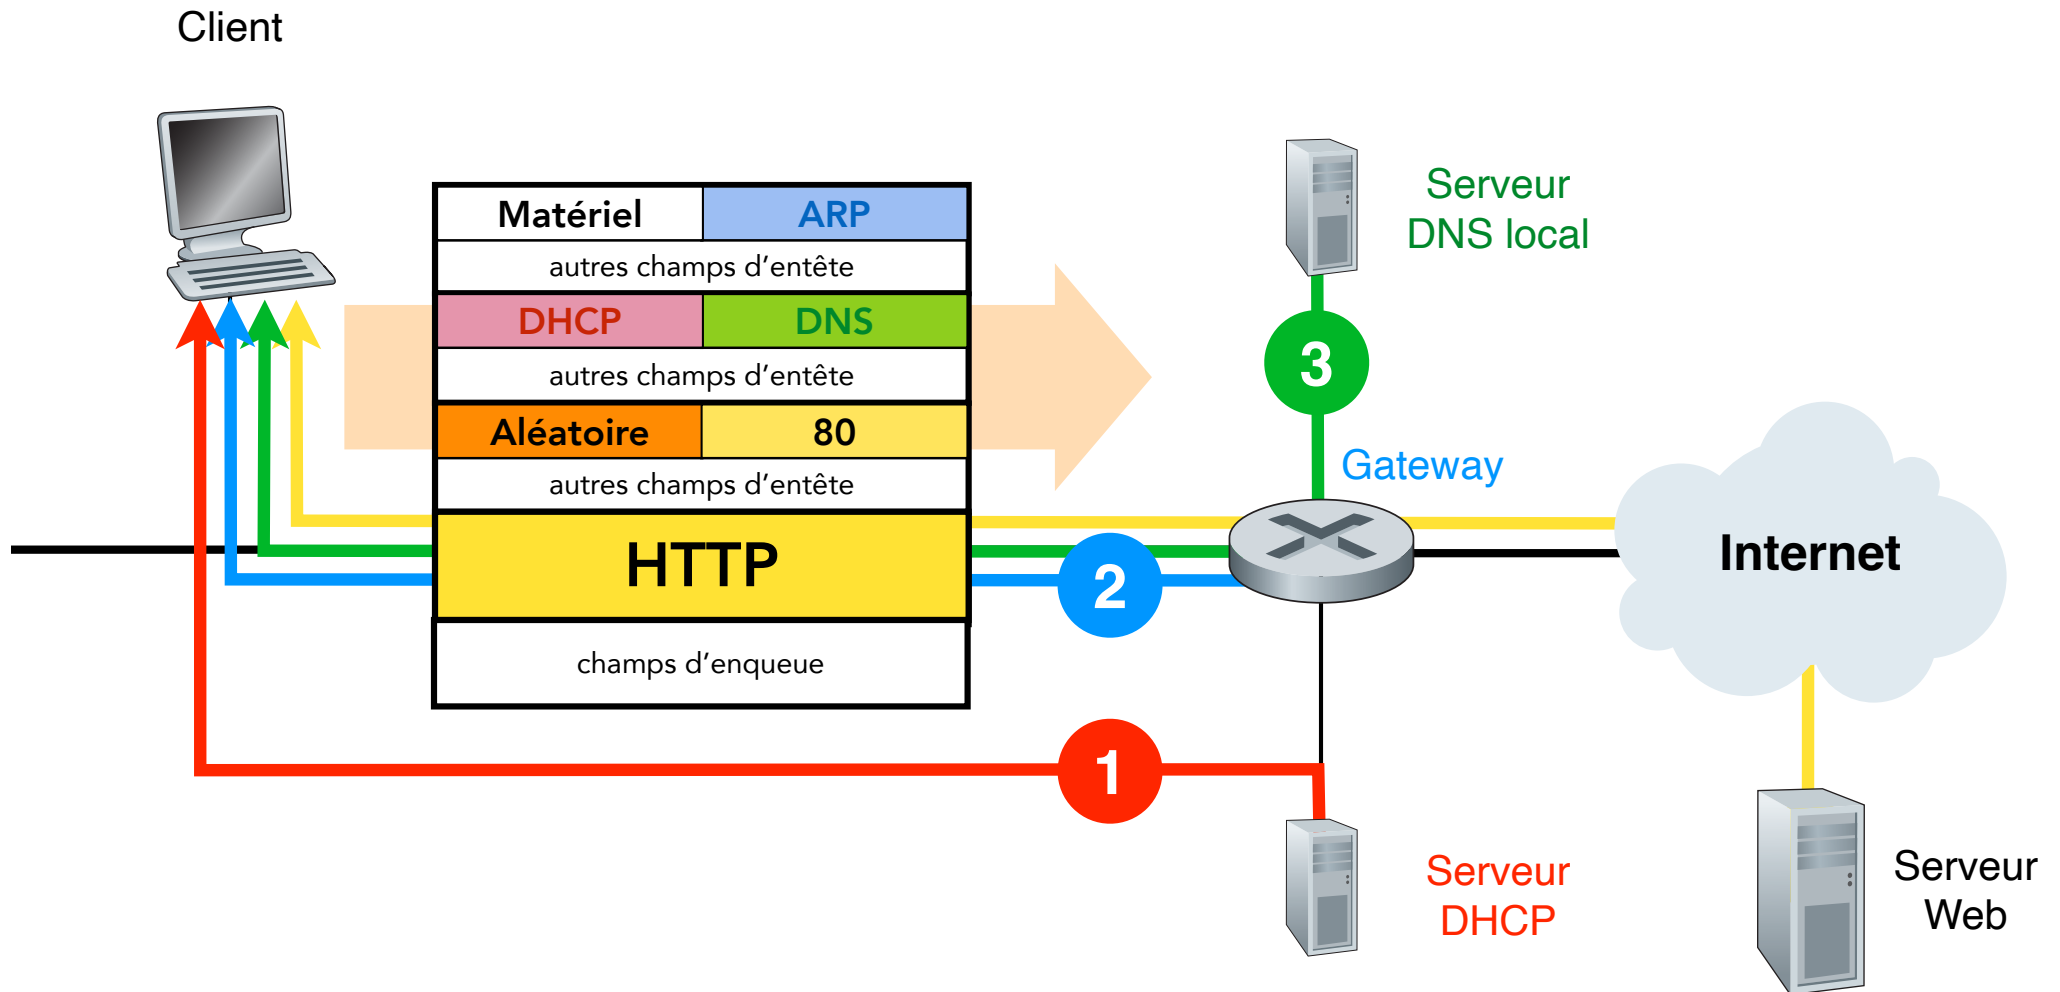 Client
Matériel ARP
autres champs d'entête
DHCP DNS
autres champs d'entête
Aléatoire 80
autres champs d'entête
HTTP
champs d'enqueue
Serveur
DNS local
3
Gateway
2
Internet
1
Serveur
DHCP
Serveur
Web